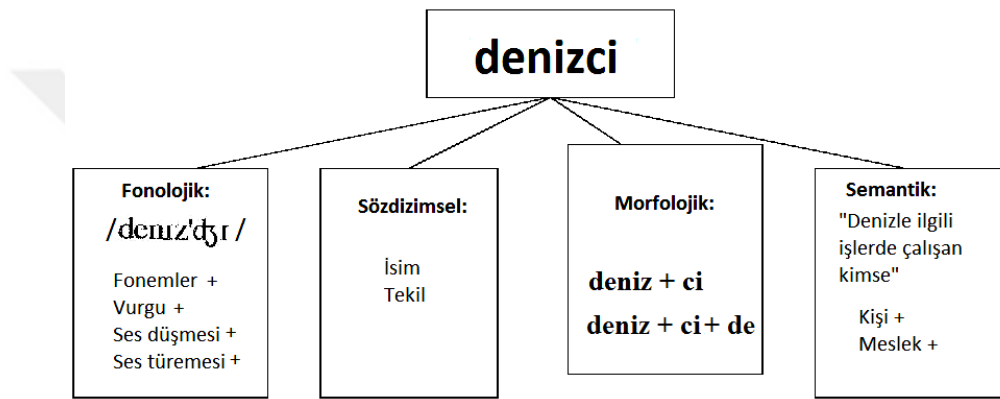 denizci
Fonolojik:
/denɪz'ʤɪ/
Fonemler +
Vurgu +
Ses düşmesi +
Ses türemesi +
Sözdizimsel:
İsim
Tekil
Morfolojik:
deniz + ci
deniz + ci + de
Semantik:
"Denizle ilgili
işlerde çalışan
kimse"
Kişi +
Meslek +